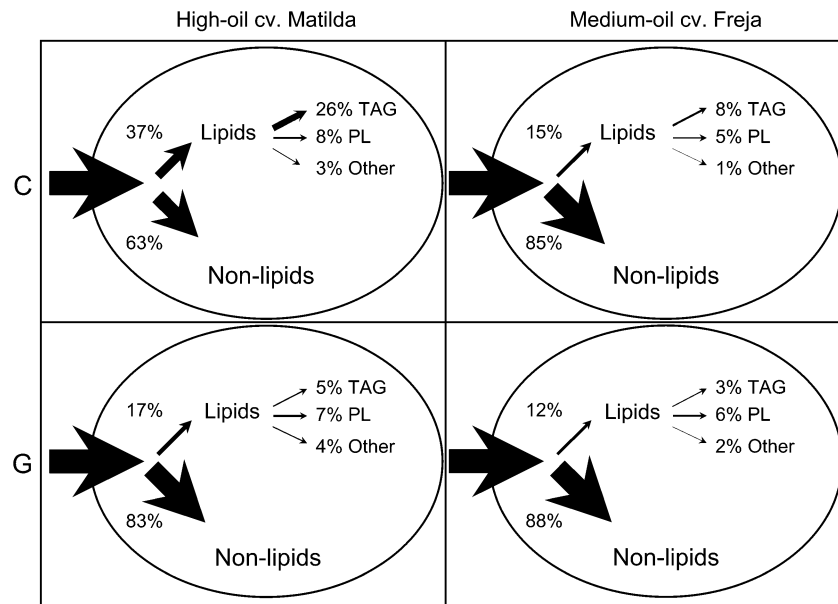 High-oil cv. Matilda
Medium-oil cv. Freja
C
37%
Lipids
26% TAG
8% PL
3% Other
63%
Non-lipids
15%
Lipids
8% TAG
5% PL
1% Other
85%
Non-lipids
G
17%
Lipids
5% TAG
7% PL
4% Other
83%
Non-lipids
12%
Lipids
3% TAG
6% PL
2% Other
88%
Non-lipids